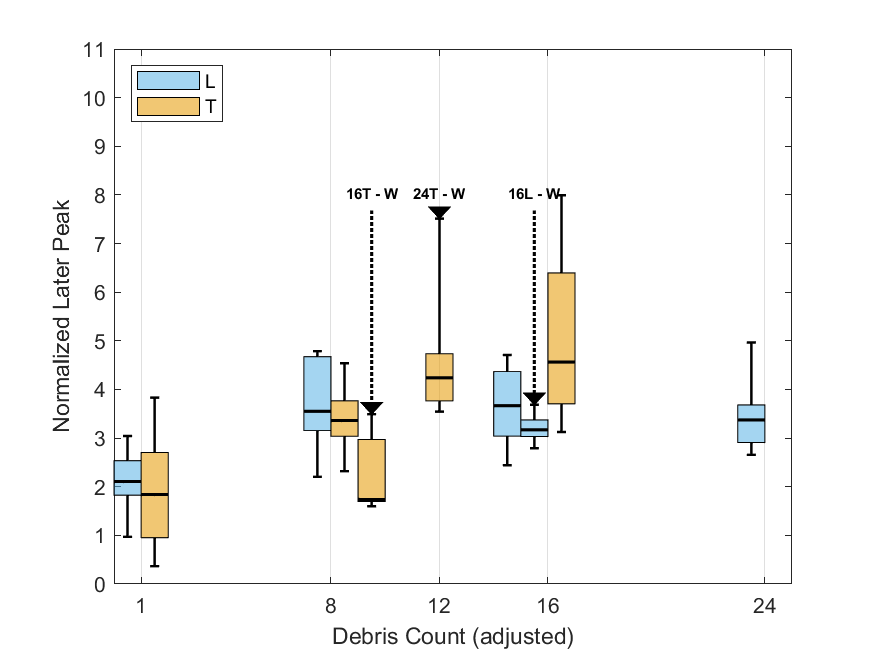 11
10
9
8
7
6
5
4
3
2
1
0
L
T
16T - W
24T - W
16L - W
1
8
12
16
24
Normalized Later Peak
Debris Count (adjusted)